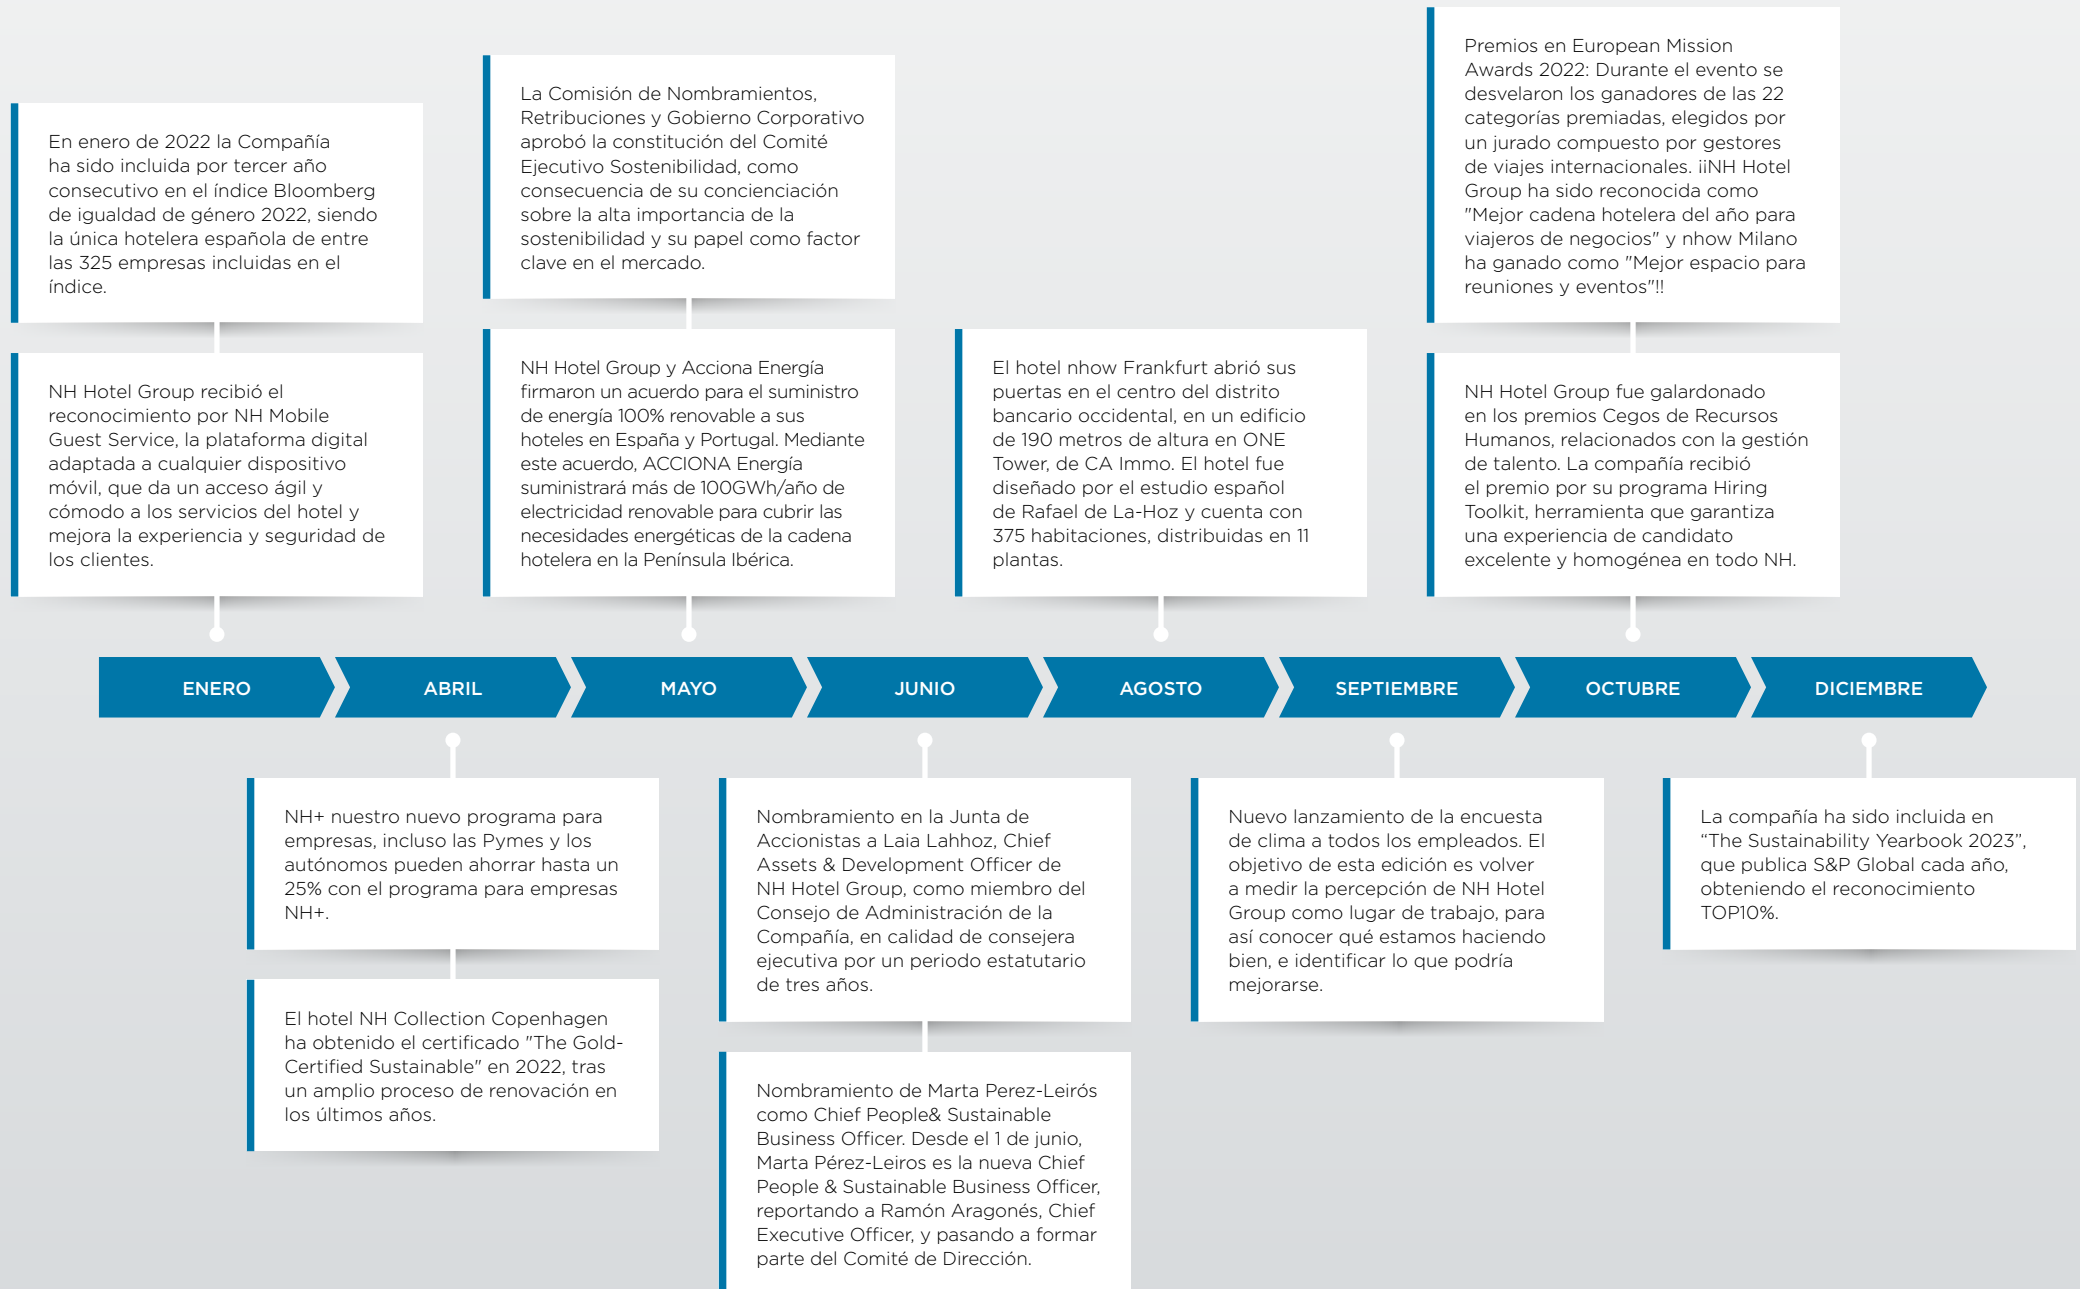 En enero de 2022 la Compañía
ha sido incluida por tercer año
consecutivo en el índice Bloomberg
de igualdad de género 2022, siendo
la única hotelera española de entre
las 325 empresas incluidas en el
índice.
NH Hotel Group recibió el
reconocimiento por NH Mobile
Guest Service, la plataforma digital
adaptada a cualquier dispositivo
móvil, que da un acceso ágil y
cómodo a los servicios del hotel y
mejora la experiencia y seguridad de
los clientes.
La Comisión de Nombramientos,
Retribuciones y Gobierno Corporativo
aprobó la constitución del Comité
Ejecutivo Sostenibilidad, como
consecuencia de su concienciación
sobre la alta importancia de la
sostenibilidad y su papel como factor
clave en el mercado.
NH Hotel Group y Acciona Energía
firmaron un acuerdo para el suministro
de energía 100% renovable a sus
hoteles en España y Portugal. Mediante
este acuerdo, ACCIONA Energía
suministrará más de 100GWh/año de
electricidad renovable para cubrir las
necesidades energéticas de la cadena
hotelera en la Península Ibérica.
El hotel nhow Frankfurt abrió sus
puertas en el centro del distrito
bancario occidental, en un edificio
de 190 metros de altura en ONE
Tower, de CA Immo. El hotel fue
diseñado por el estudio español
de Rafael de La-Hoz y cuenta con
375 habitaciones, distribuidas en 11
plantas.
Premios en European Mission
Awards 2022: Durante el evento se
desvelaron los ganadores de las 22
categorías premiadas, elegidos por
un jurado compuesto por gestores
de viajes internacionales. iiNH Hotel
Group ha sido reconocida como
"Mejor cadena hotelera del año para
viajeros de negocios" y nhow Milano
ha ganado como "Mejor espacio para
reuniones y eventos"!!
NH Hotel Group fue galardonado
en los premios Cegos de Recursos
Humanos, relacionados con la gestión
de talento. La compañía recibió
el premio por su programa Hiring
Toolkit, herramienta que garantiza
una experiencia de candidato
excelente y homogénea en todo NH.
ENERO
ABRIL
MAYO
JUNIO
AGOSTO
SEPTIEMBRE
OCTUBRE
DICIEMBRE
NH+ nuestro nuevo programa para
empresas, incluso las Pymes y los
autónomos pueden ahorrar hasta un
25% con el programa para empresas
NH+.
El hotel NH Collection Copenhagen
ha obtenido el certificado "The Gold-
Certified Sustainable" en 2022, tras
un amplio proceso de renovación en
los últimos años.
Nombramiento en la Junta de
Accionistas a Laia Lahhoz, Chief
Assets & Development Officer de
NH Hotel Group, como miembro del
Consejo de Administración de la
Compañía, en calidad de consejera
ejecutiva por un periodo estatutario
de tres años.
Nombramiento de Marta Perez-Leirós
como Chief People& Sustainable
Business Officer. Desde el 1 de junio,
Marta Pérez-Leiros es la nueva Chief
People & Sustainable Business Officer,
reportando a Ramón Aragonés, Chief
Executive Officer, y pasando a formar
parte del Comité de Dirección.
Nuevo lanzamiento de la encuesta
de clima a todos los empleados. El
objetivo de esta edición es volver
a medir la percepción de NH Hotel
Group como lugar de trabajo, para
así conocer qué estamos haciendo
bien, e identificar lo que podría
mejorarse.
La compañía ha sido incluida en
“The Sustainability Yearbook 2023”,
que publica S&P Global cada año,
obteniendo el reconocimiento
TOP10%.